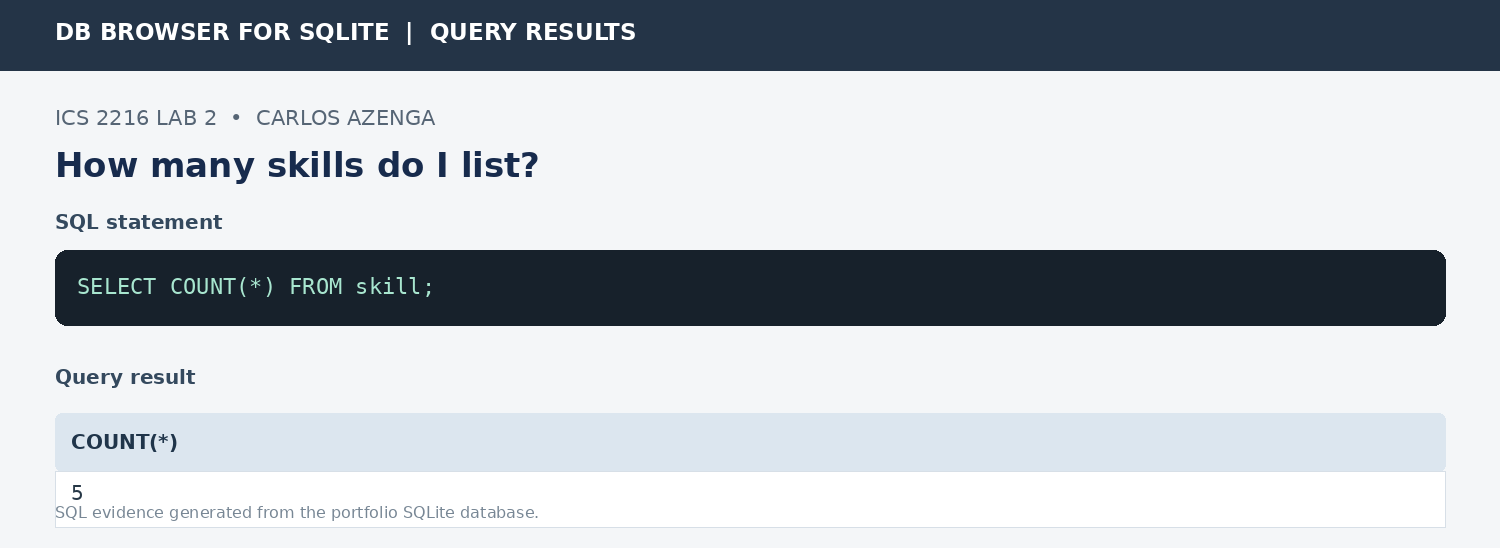 DB BROWSER FOR SQLITE | QUERY RESULTS
ICS 2216 LAB 2 • CARLOS AZENGA
How many skills do I list?
SQL statement
SELECT COUNT(*) FROM skill;
Query result
COUNT(*)
5
SQL evidence generated from the portfolio SQLite database.